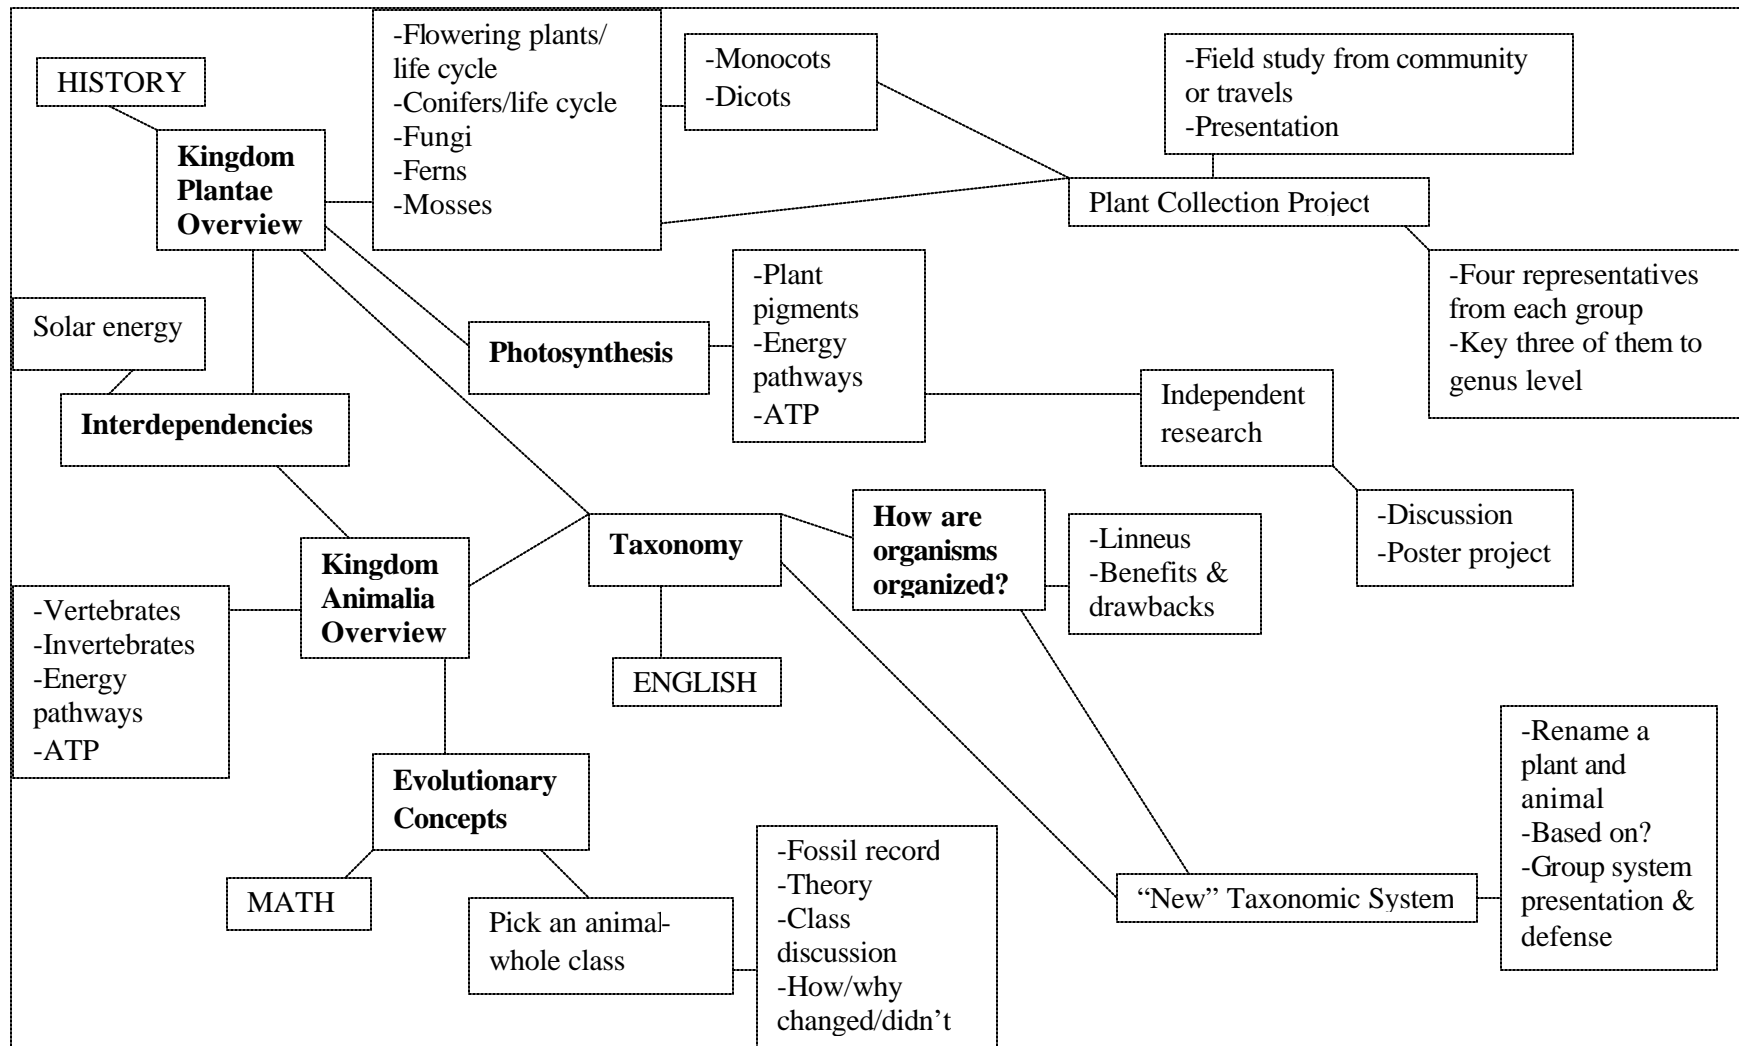 HISTORY
-Flowering plants/
life cycle
-Conifers/life cycle
-Fungi
-Ferns
-Mosses
-Monocots
-Dicots
-Field study from community
or travels
-Presentation
Kingdom
Plantae
Overview
Plant Collection Project
-Four representatives
from each group
-Key three of them to
genus level
Solar energy
Photosynthesis
-Plant
pigments
-Energy
pathways
-ATP
Independent
research
Interdependencies
-Discussion
-Poster project
Kingdom
Animalia
Overview
Taxonomy
How are
organisms
organized?
-Linneus
-Benefits &
drawbacks
-Vertebrates
-Invertebrates
-Energy
pathways
-ATP
ENGLISH
Evolutionary
Concepts
MATH
Pick an animal-
whole class
-Fossil record
-Theory
-Class
discussion
-How/why
changed/didn’t
“New” Taxonomic System
-Rename a
plant and
animal
-Based on?
-Group system
presentation &
defense